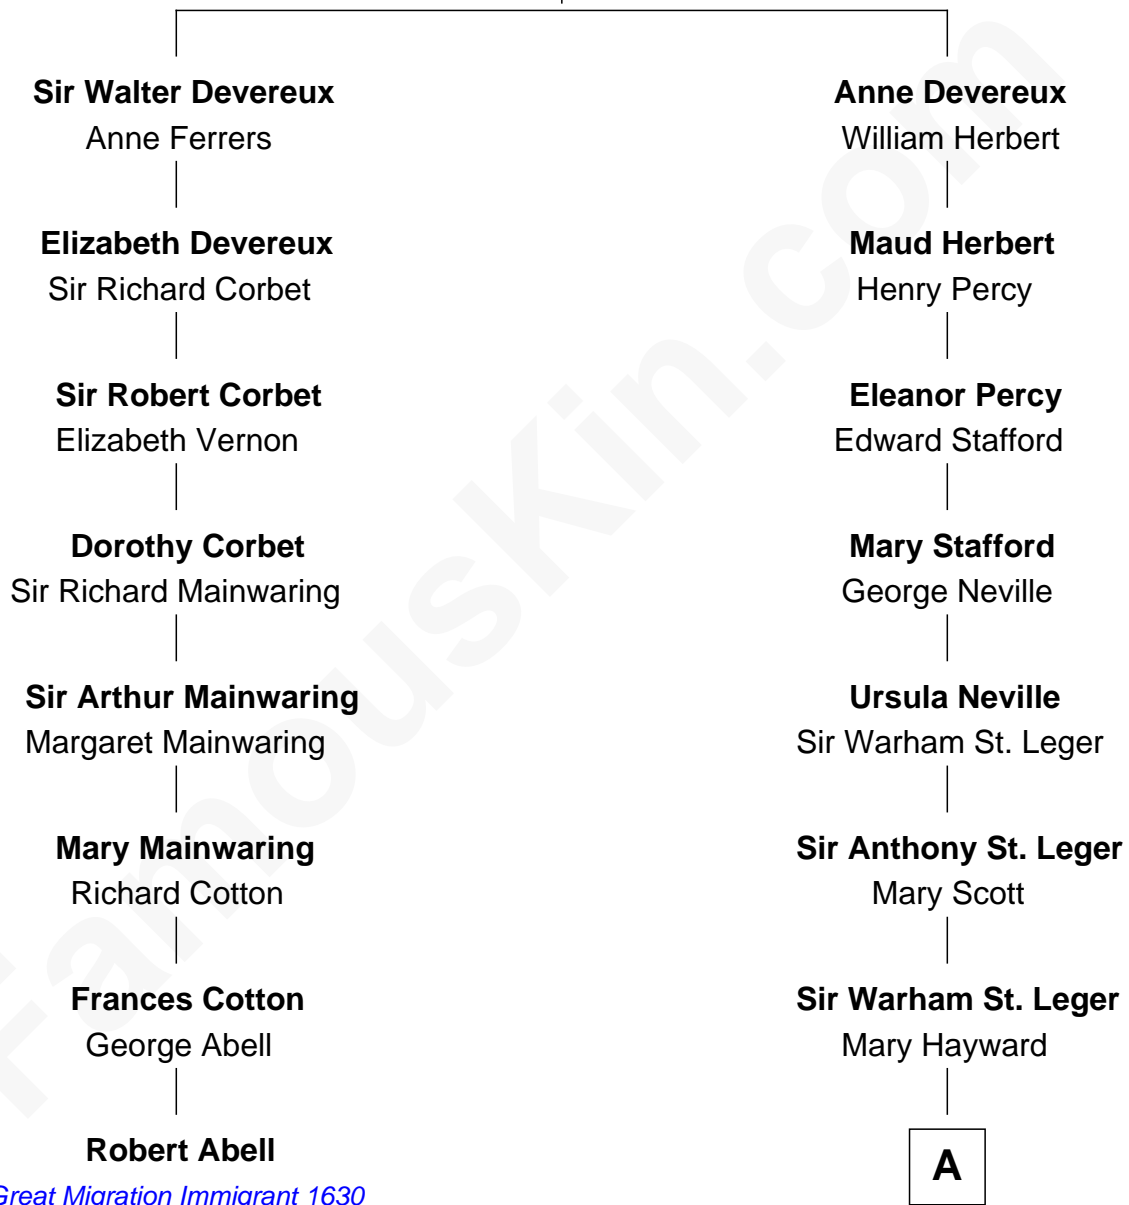 Sir Walter Devereux
Anne Ferrers
Elizabeth Devereux
Sir Richard Corbet
Sir Robert Corbet
Elizabeth Vernon
Dorothy Corbet
Sir Richard Mainwaring
Sir Arthur Mainwaring
Margaret Mainwaring
Mary Mainwaring
Richard Cotton
Frances Cotton
George Abell
Robert Abell
Great Migration Immigrant 1630
Anne Devereux
William Herbert
Maud Herbert
Henry Percy
Eleanor Percy
Edward Stafford
Mary Stafford
George Neville
Ursula Neville
Sir Warham St. Leger
Sir Anthony St. Leger
Mary Scott
Sir Warham St. Leger
Mary Hayward
A
FamousKin.com